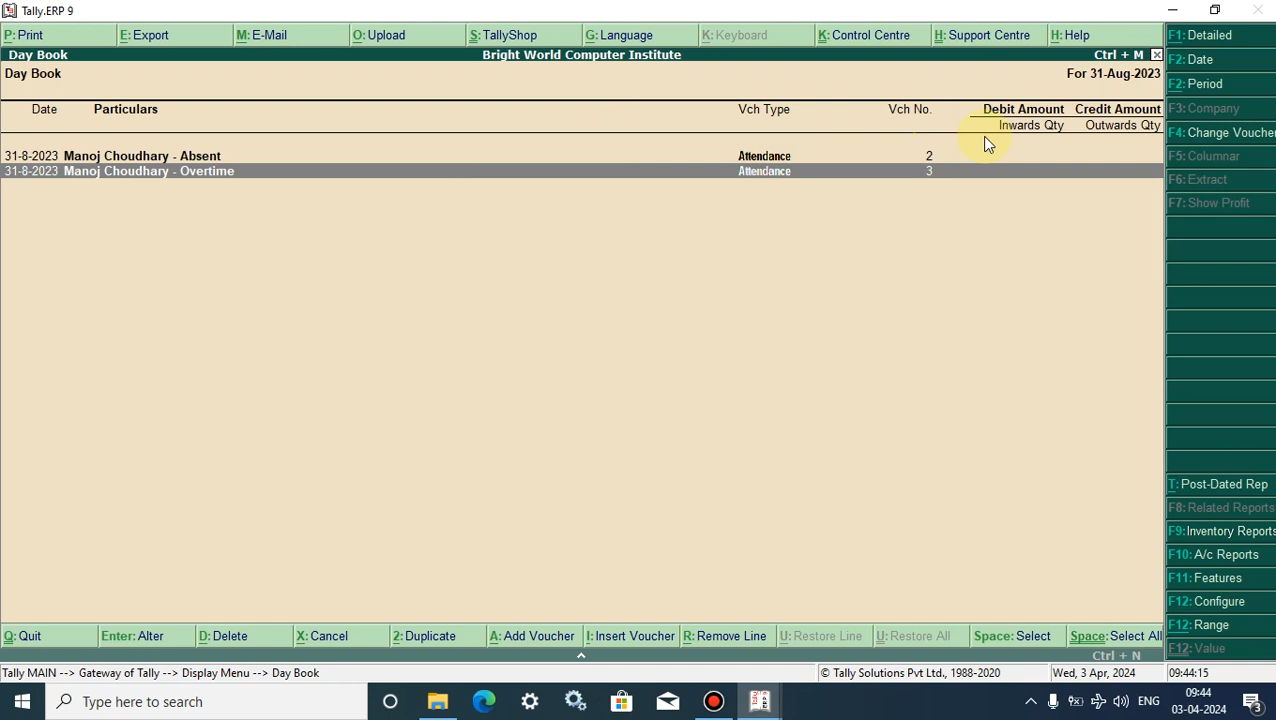 Tally.ERP 9
P: Print E: Export M: E-Mail O: Upload S: TallyShop G: Language K: Keyboard K: Control Centre H: Support Centre H: Help
Day Book Bright World Computer Institute Ctrl + M
Day Book For 31-Aug-2023
Date Particulars Vch Type Vch No. Debit Amount Credit Amount
Inwards Qty Outwards Qty
31-8-2023 Manoj Choudhary - Absent Attendance 2
31-8-2023 Manoj Choudhary - Overtime Attendance 3
F1: Detailed
F2: Date
F2: Period
F3: Company
F4: Change Voucher
F5: Columnar
F6: Extract
F7: Show Profit
T: Post-Dated Rep
F8: Related Reports
F9: Inventory Reports
F10: A/c Reports
F11: Features
F12: Configure
F12: Range
F12: Value
Q: Quit Enter: Alter D: Delete X: Cancel 2: Duplicate A: Add Voucher I: Insert Voucher R: Remove Line U: Restore Line U: Restore All Space: Select Space: Select All
Ctrl + N
Tally MAIN --> Gateway of Tally --> Display Menu --> Day Book © Tally Solutions Pvt Ltd., 1988-2020 Wed, 3 Apr, 2024 09:44:15
Type here to search ENG 09:44
03-04-2024 3